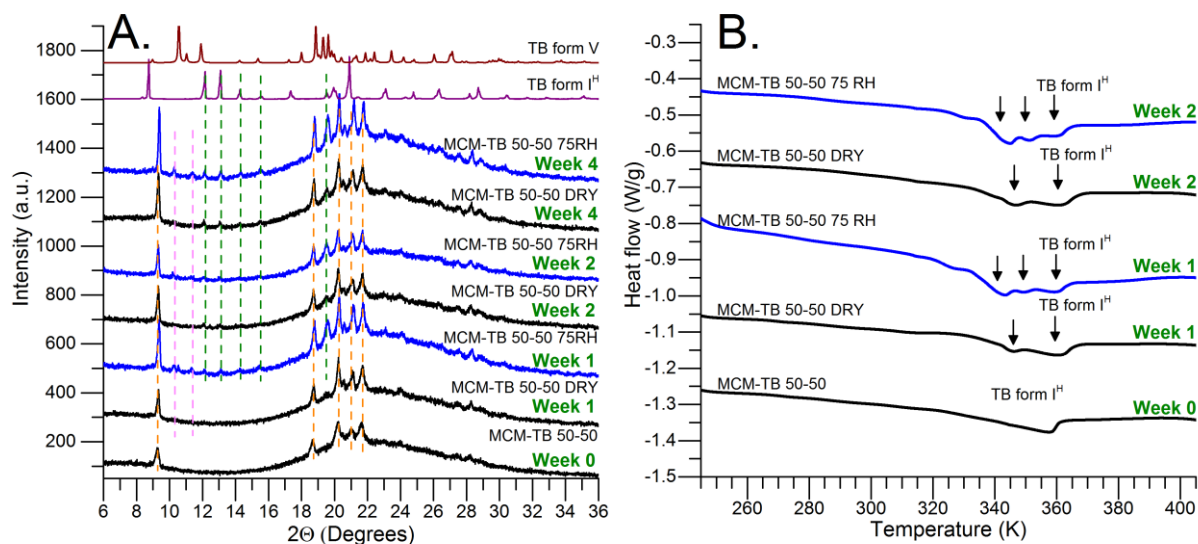 A.
1800
1600
1400
1200
1000
800
600
400
200
Intensity (a.u.)
TB form V
TB form Iᴴ
MCM-TB 50-50 75RH
Week 4
MCM-TB 50-50 DRY
Week 4
MCM-TB 50-50 75RH
Week 2
MCM-TB 50-50 DRY
Week 2
MCM-TB 50-50 75RH
Week 1
MCM-TB 50-50 DRY
Week 1
MCM-TB 50-50
Week 0
6 8 10 12 14 16 18 20 22 24 26 28 30 32 34 36
2Θ (Degrees)
B.
-0.3
-0.4
-0.5
-0.6
-0.7
-0.8
-0.9
-1.0
-1.1
-1.2
-1.3
-1.4
-1.5
Heat flow (W/g)
MCM-TB 50-50 75 RH
TB form Iᴴ
Week 2
MCM-TB 50-50 DRY
TB form Iᴴ
Week 2
MCM-TB 50-50 75 RH
TB form Iᴴ
Week 1
MCM-TB 50-50 DRY
TB form Iᴴ
Week 1
MCM-TB 50-50
TB form Iᴴ
Week 0
260 280 300 320 340 360 380 400
Temperature (K)